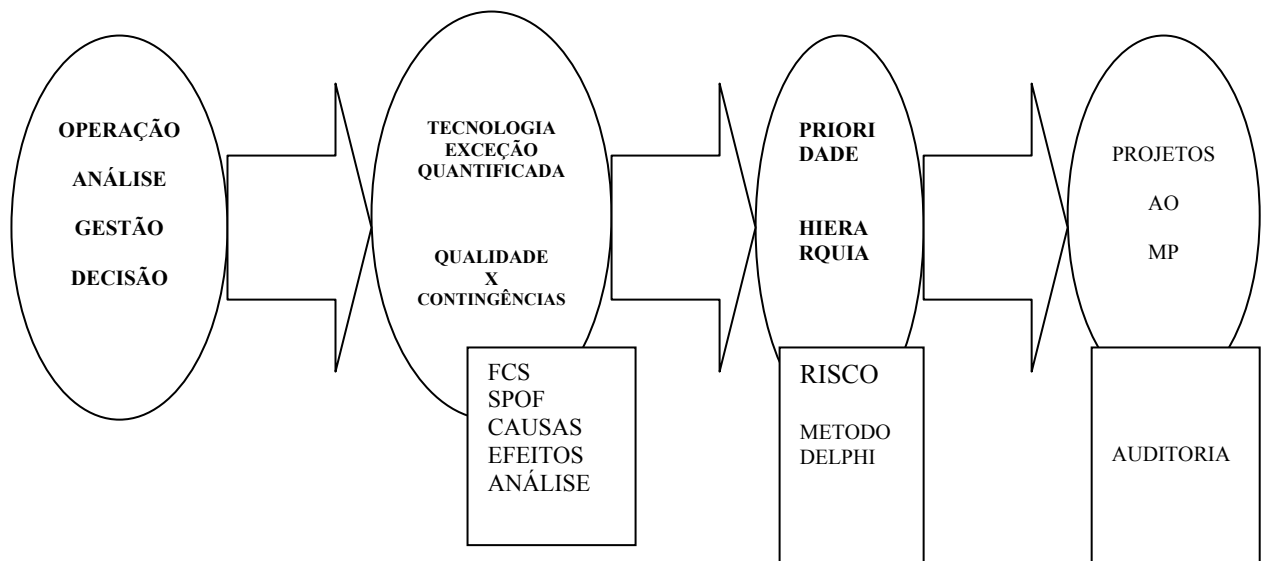 OPERAÇÃO
ANÁLISE
GESTÃO
DECISÃO
TECNOLOGIA
EXCEÇÃO
QUANTIFICADA
QUALIDADE
X
CONTINGÊNCIAS
FCS
SPOF
CAUSAS
EFEITOS
ANÁLISE
PRIORI
DADE
HIERA
RQUIA
RISCO
METODO
DELPHI
PROJETOS
AO
MP
AUDITORIA